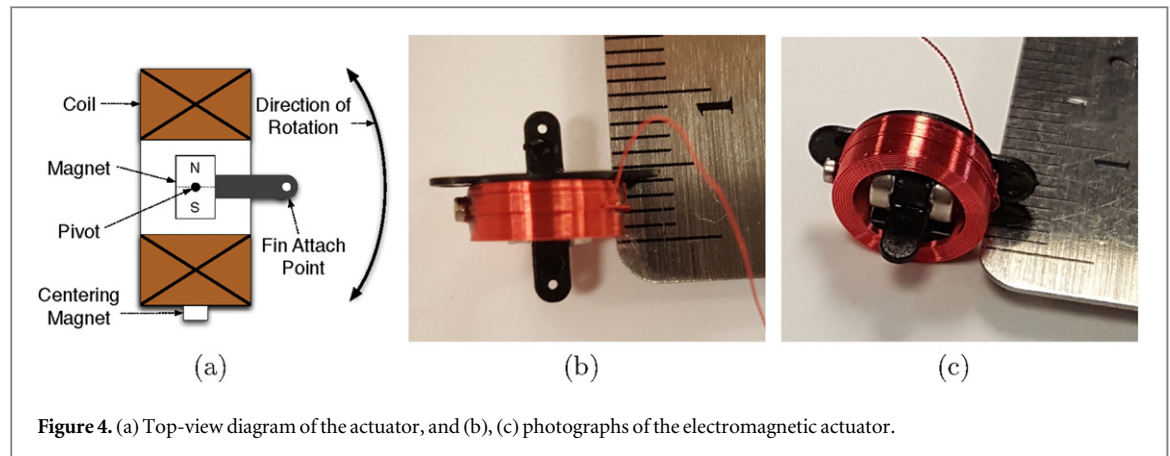 Coil
Direction of
Rotation
Magnet
N
S
Pivot
Fin Attach
Point
Centering
Magnet
1
1
(a)
(b)
(c)
Figure 4. (a) Top-view diagram of the actuator, and (b), (c) photographs of the electromagnetic actuator.